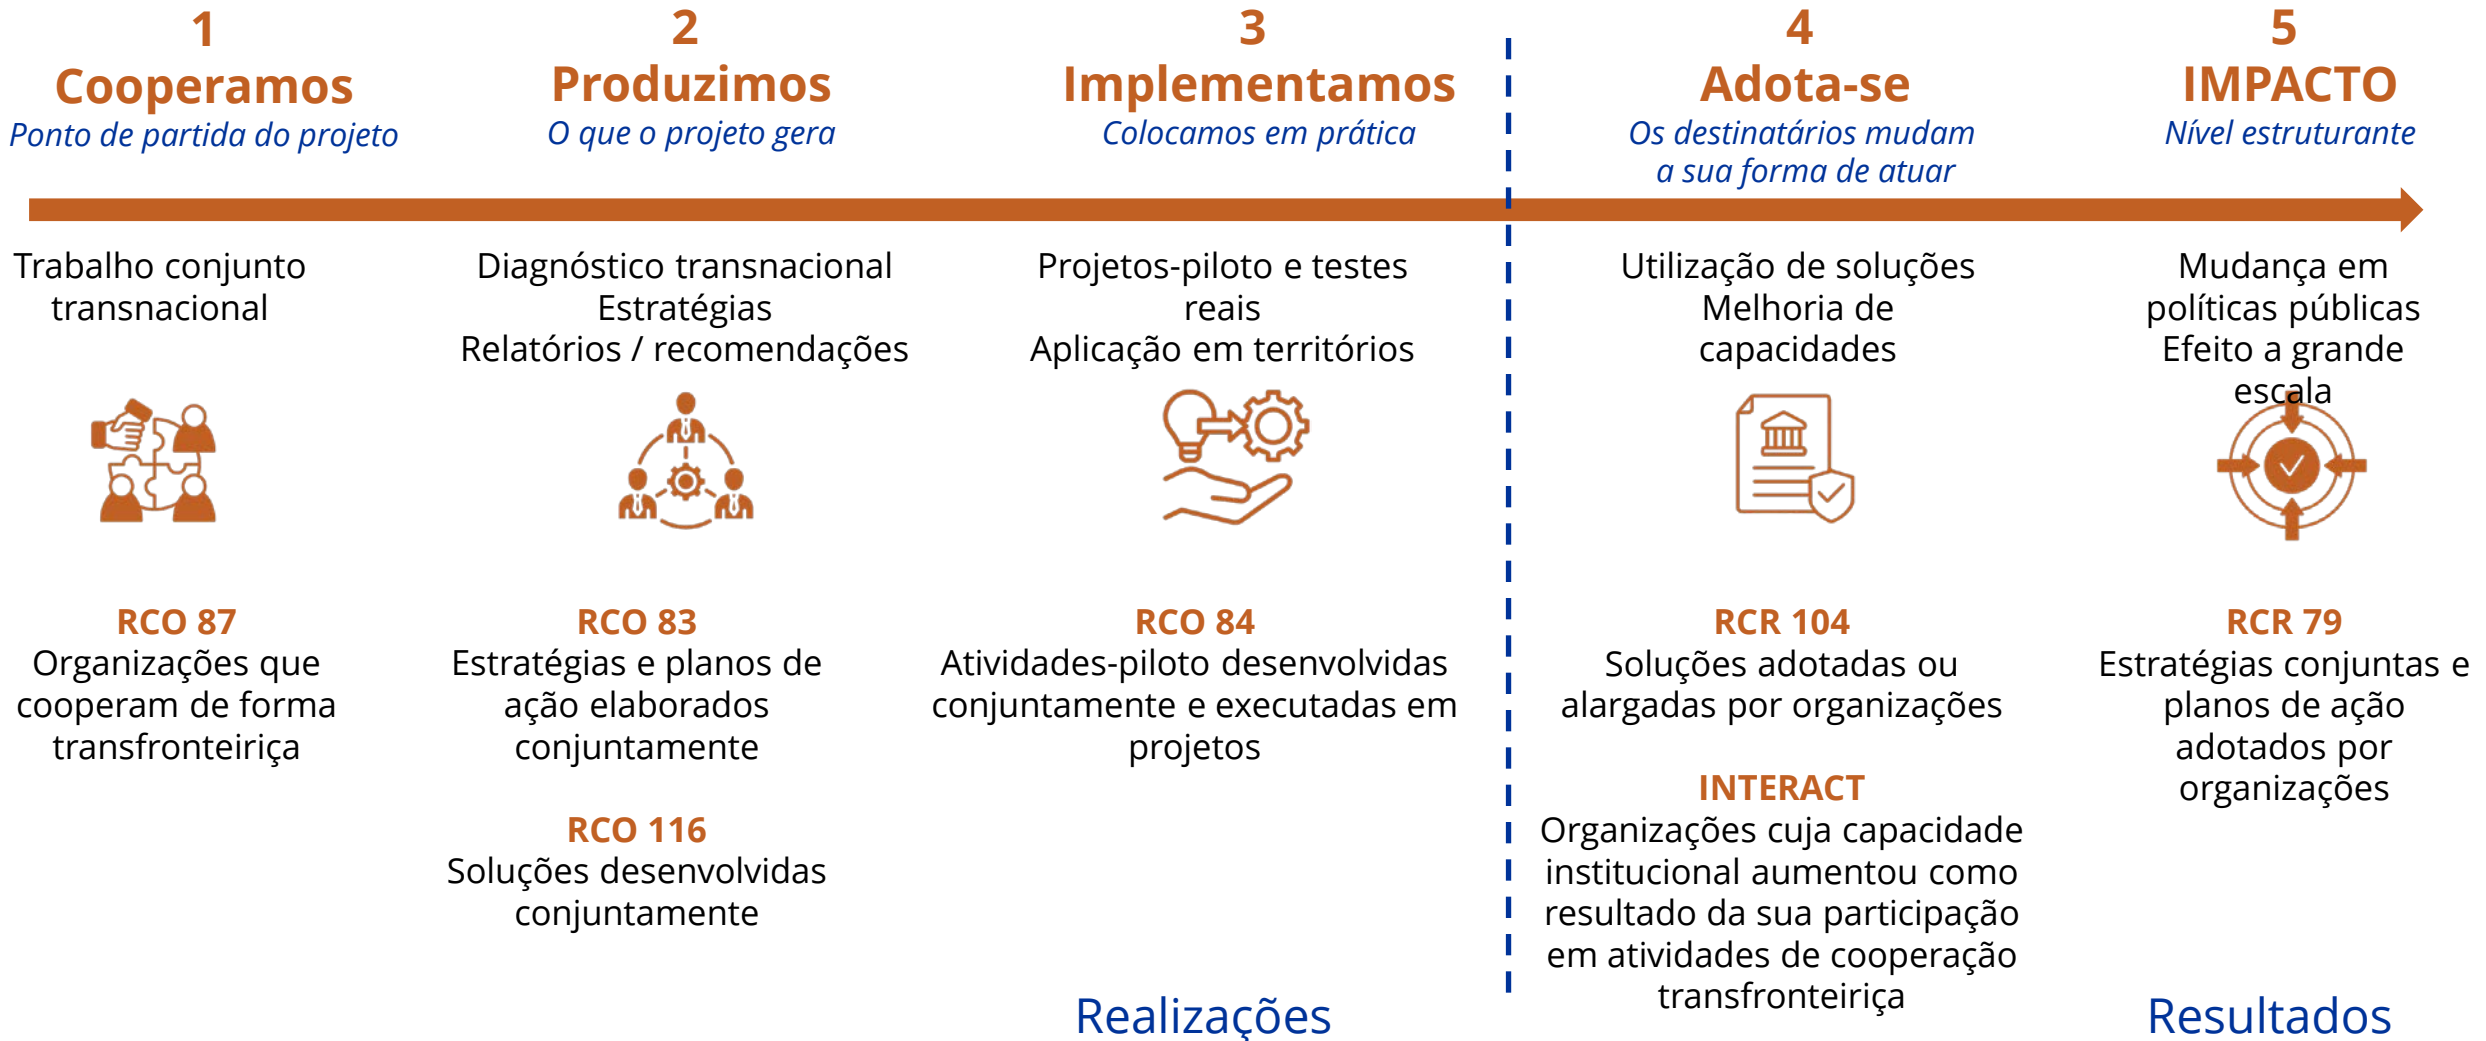 1
Cooperamos
Ponto de partida do projeto
Trabalho conjunto
transnacional
RCO 87
Organizações que
cooperam de forma
transfronteiriça
2
Produzimos
O que o projeto gera
Diagnóstico transnacional
Estratégias
Relatórios / recomendações
RCO 83
Estratégias e planos de
ação elaborados
conjuntamente
RCO 116
Soluções desenvolvidas
conjuntamente
3
Implementamos
Colocamos em prática
Projetos-piloto e testes
reais
Aplicação em territórios
RCO 84
Atividades-piloto desenvolvidas
conjuntamente e executadas em
projetos
Realizações
4
Adota-se
Os destinatários mudam
a sua forma de atuar
Utilização de soluções
Melhoria de
capacidades
RCR 104
Soluções adotadas ou
alargadas por organizações
INTERACT
Organizações cuja capacidade
institucional aumentou como
resultado da sua participação
em atividades de cooperação
transfronteiriça
5
IMPACTO
Nível estruturante
Mudança em
políticas públicas
Efeito a grande
escala
RCR 79
Estratégias conjuntas e
planos de ação
adotados por
organizações
Resultados